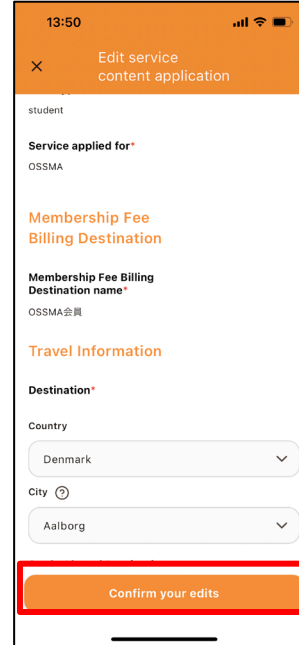 13:50
Edit service
content application
student
Service applied for*
OSSMA
Membership Fee
Billing Destination
Membership Fee Billing
Destination name*
OSSMA会員
Travel Information
Destination*
Country
Denmark
City ?
Aalborg
Confirm your edits